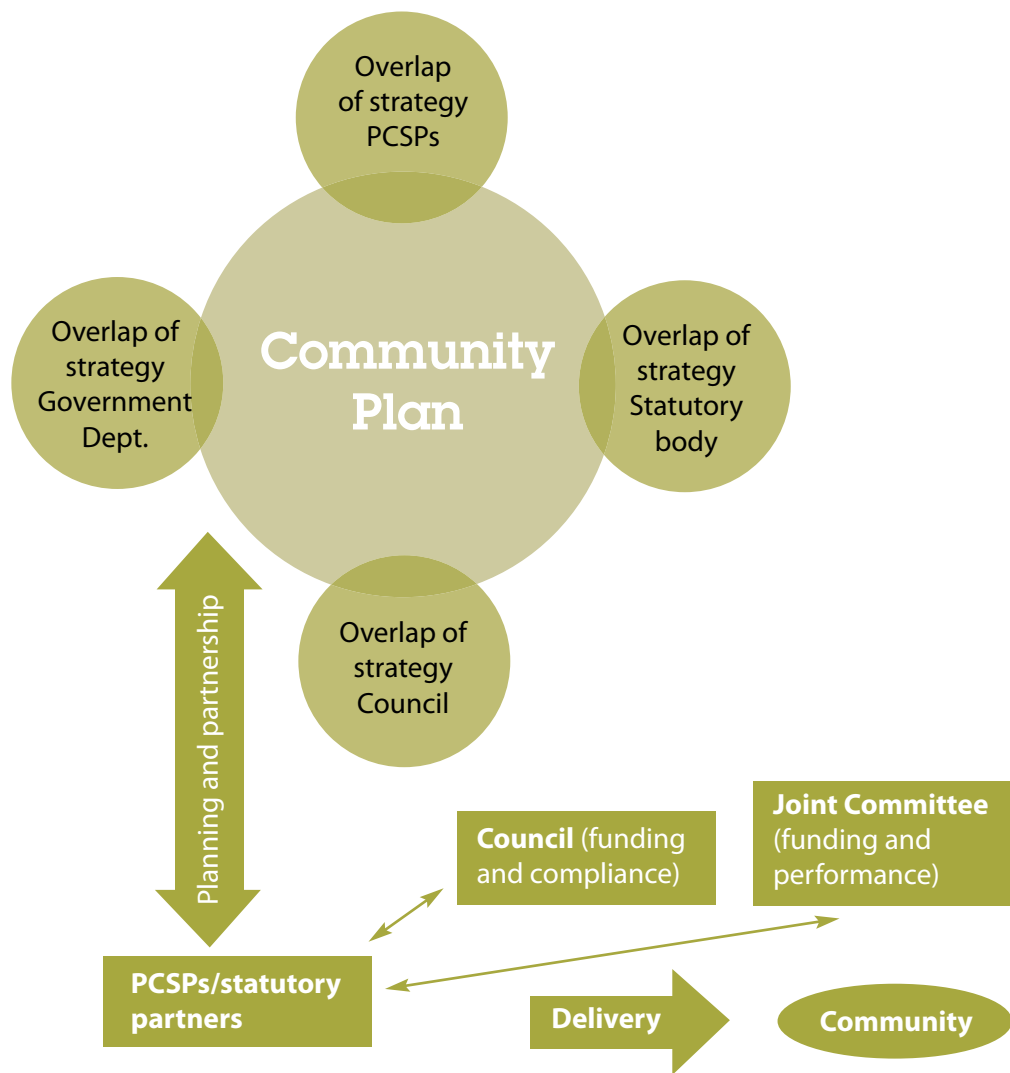 Overlap
of strategy
PCSPs
Overlap of
strategy
Government
Dept.
Community
Plan
Overlap of
strategy
Statutory
body
Overlap of
strategy
Council
Planning and partnership
Council (funding
and compliance)
Joint Committee
(funding and
performance)
PCSPs/statutory
partners
Delivery
Community